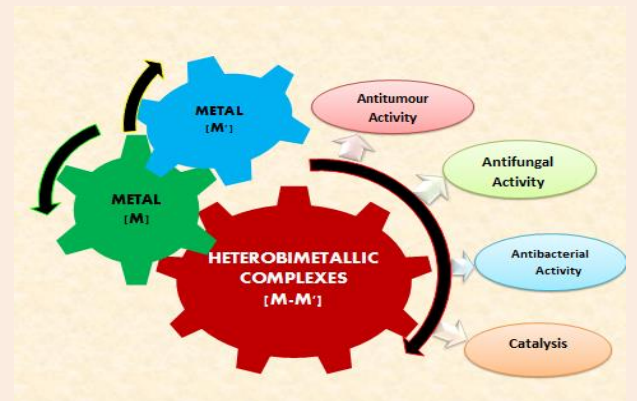 METAL
[M']
METAL
[M]
HETEROBIMETALLIC
COMPLEXES
[M-M']
Antitumour
Activity
Antifungal
Activity
Antibacterial
Activity
Catalysis